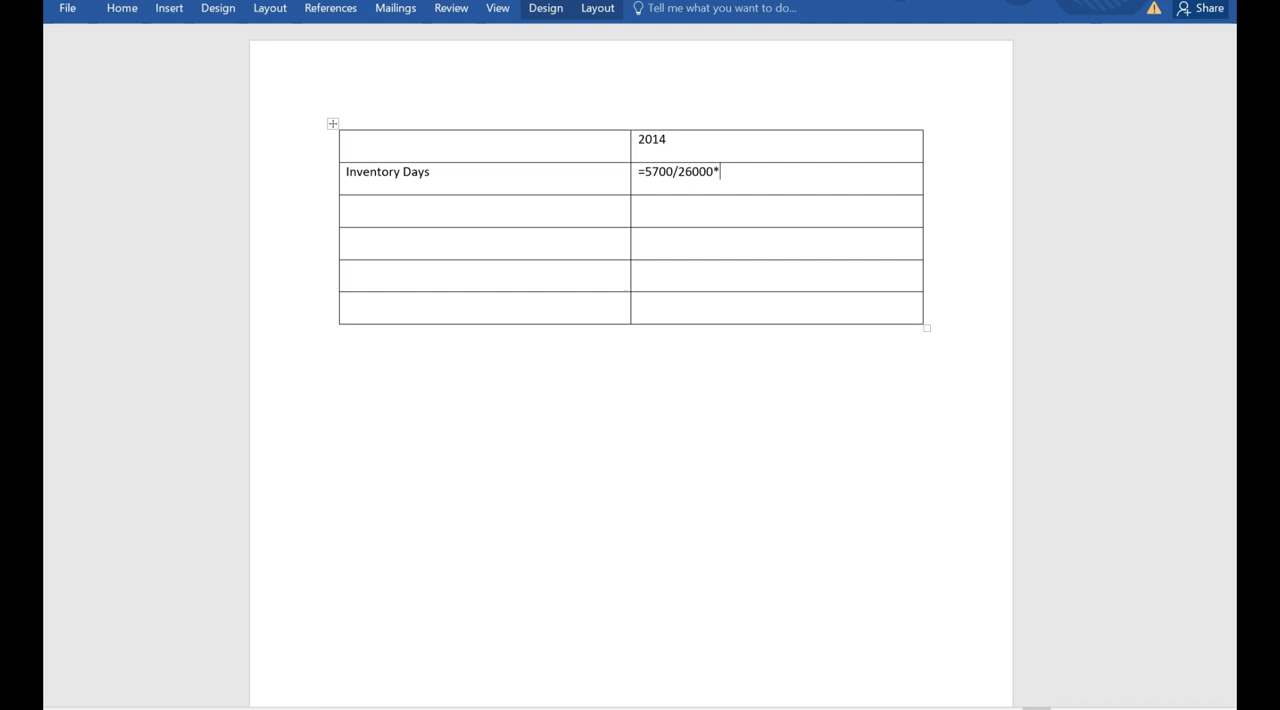 File Home Insert Design Layout References Mailings Review View Design Layout Tell me what you want to do... Share
2014
Inventory Days =5700/26000*